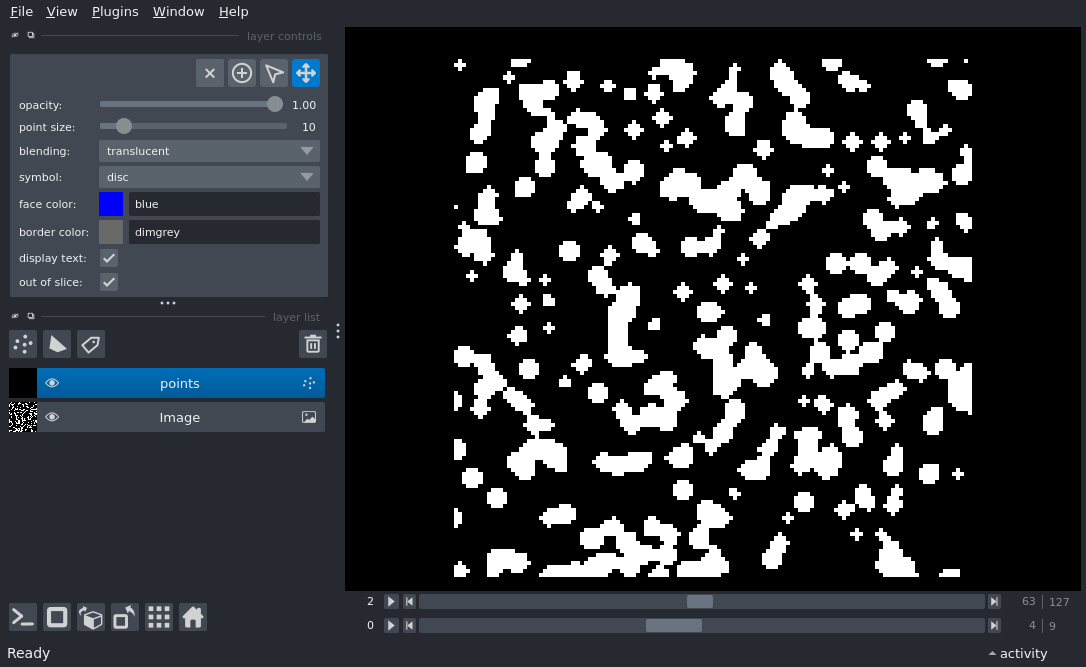 File View Plugins Window Help
layer controls
opacity: 1.00
point size: 10
blending: translucent
symbol: disc
face color: blue
border color: dimgrey
display text:
out of slice:
layer list
points
Image
2 63 127
0 4 9
Ready activity